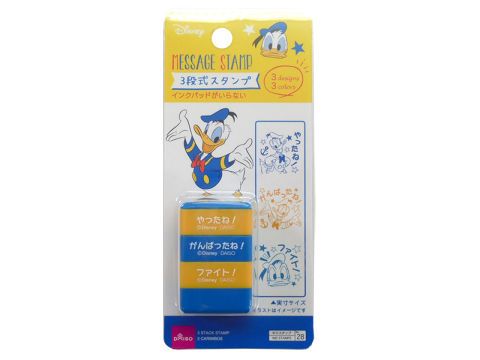 Disney
MESSAGE STAMP
3段式スタンプ
インクパッドがいらない
3 designs
3 colors
やったね!
がんばったね!
ファイト!
やったね!
©Disney DAISO
がんばったね!
©Disney DAISO
ファイト!
©Disney DAISO
▲実寸サイズ
イラストはイメージです
DAISO
3 STACK STAMP
28